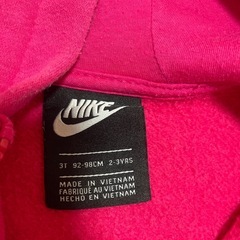 NIKE
3T 92-98CM 2-3YRS
MADE IN VIETNAM
FABRIQUÉ AU VIETNAM
HECHO EN VIETNAM